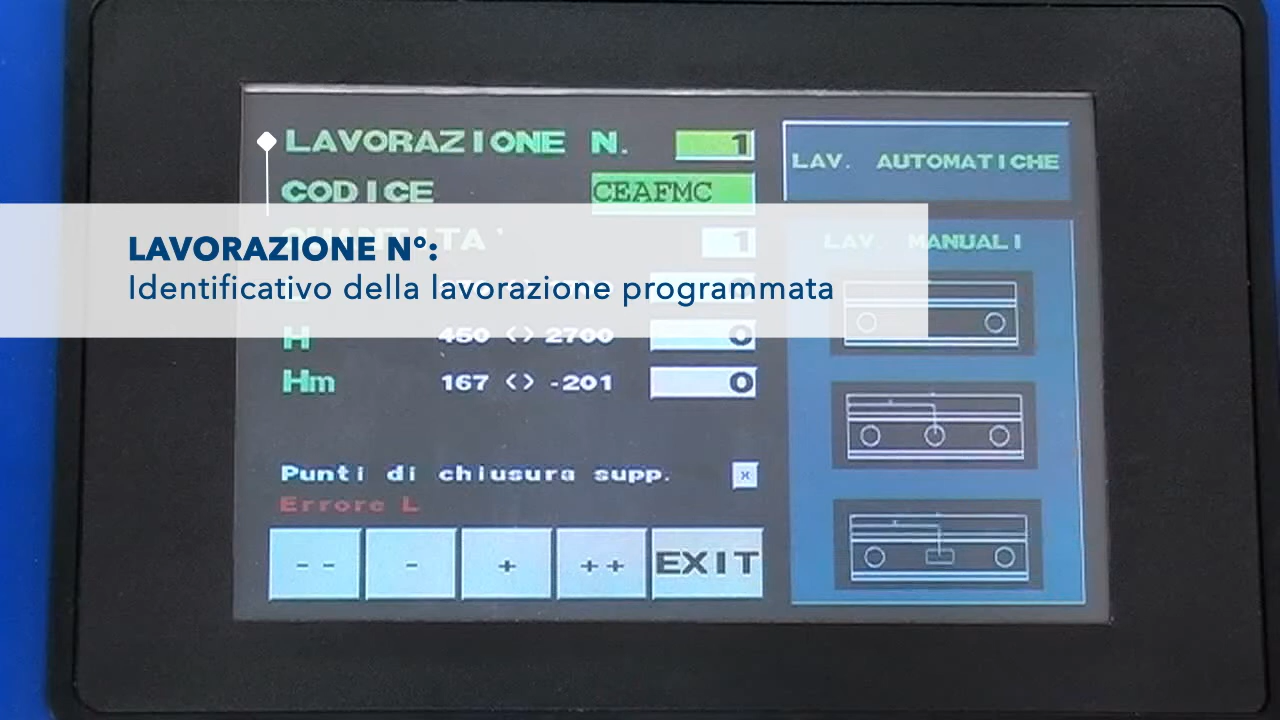 LAVORAZIONE N. 1
CODICE CEAFMC
QUANTITA' 1
LAVORAZIONE N°:
Identificativo della lavorazione programmata
H 450 <> 2700 0
Hm 167 <> -201 0
Punti di chiusura supp. x
Errore L
-- - + ++ EXIT
LAV. AUTOMATICHE
LAV. MANUALI